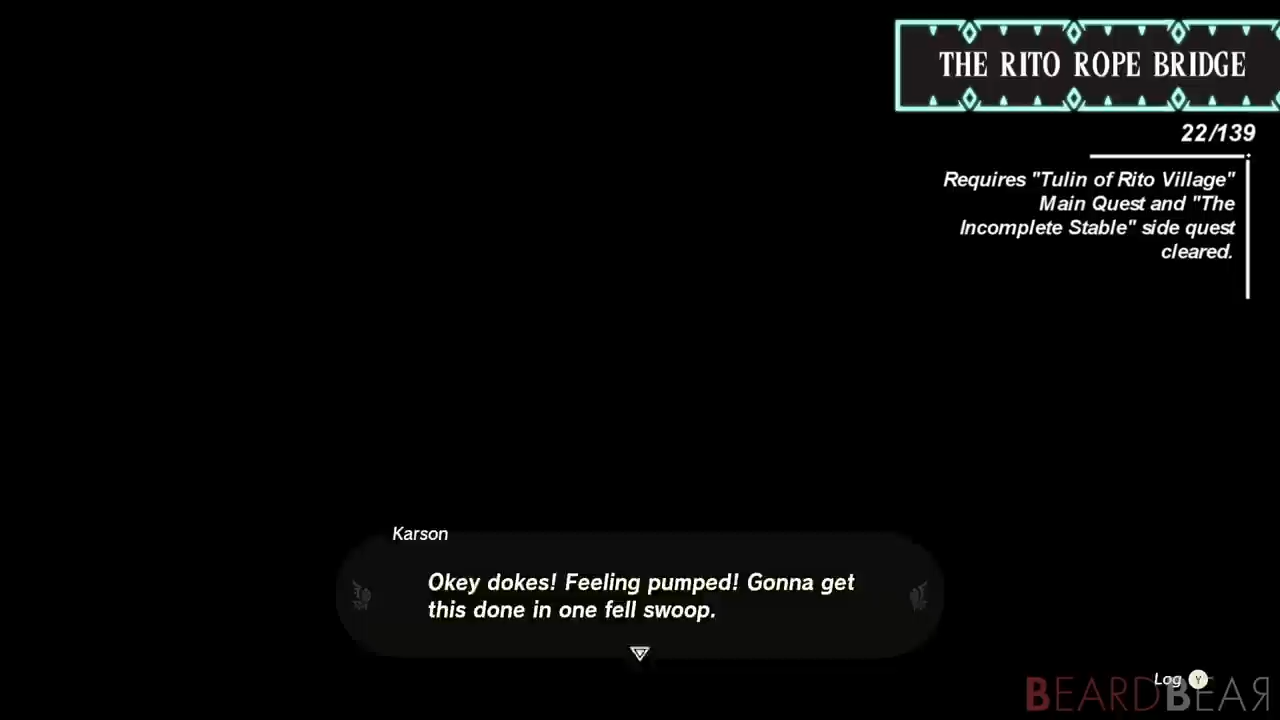 THE RITO ROPE BRIDGE
22/139
Requires "Tulin of Rito Village"
Main Quest and "The
Incomplete Stable" side quest
cleared.
Karson
Okey dokes! Feeling pumped! Gonna get
this done in one fell swoop.
Log Y
BEARDBEAR